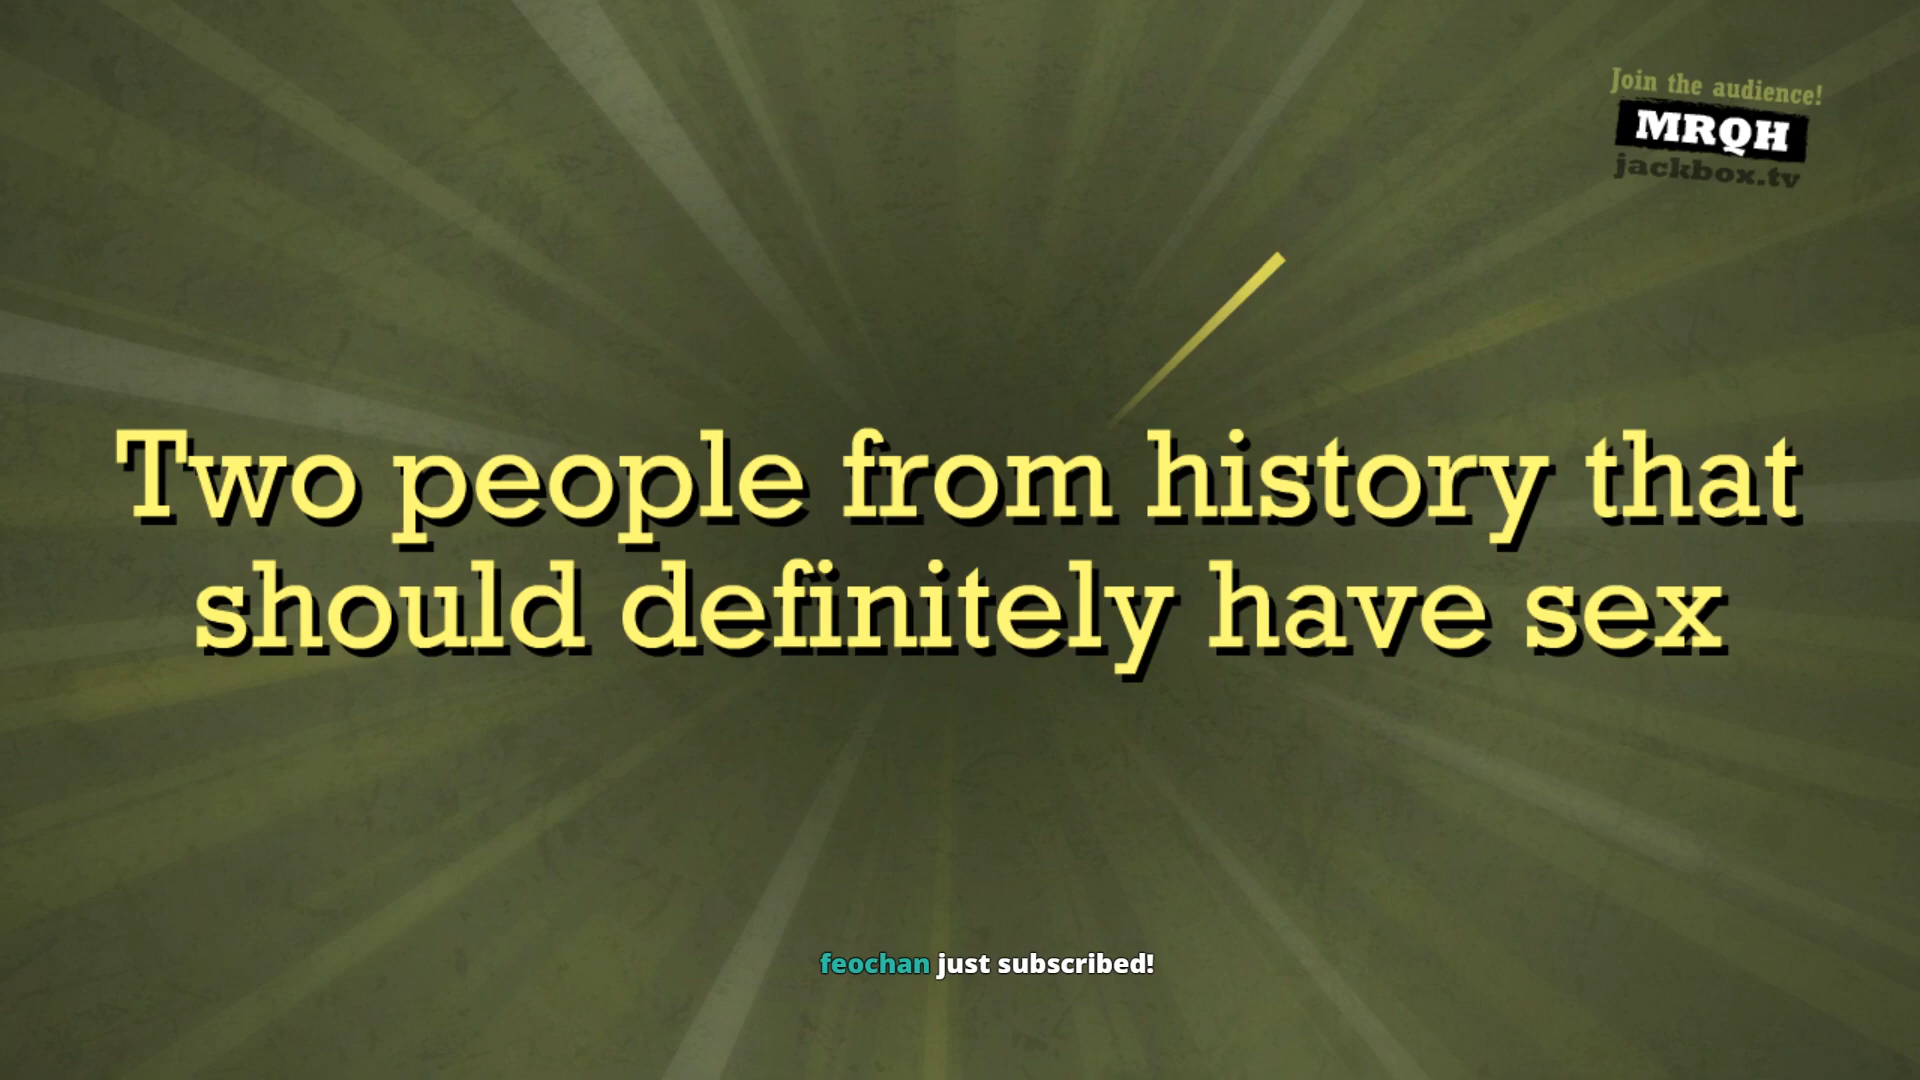 Join the audience!
MRQH
jackbox.tv
Two people from history that
should definitely have sex
feochan just subscribed!